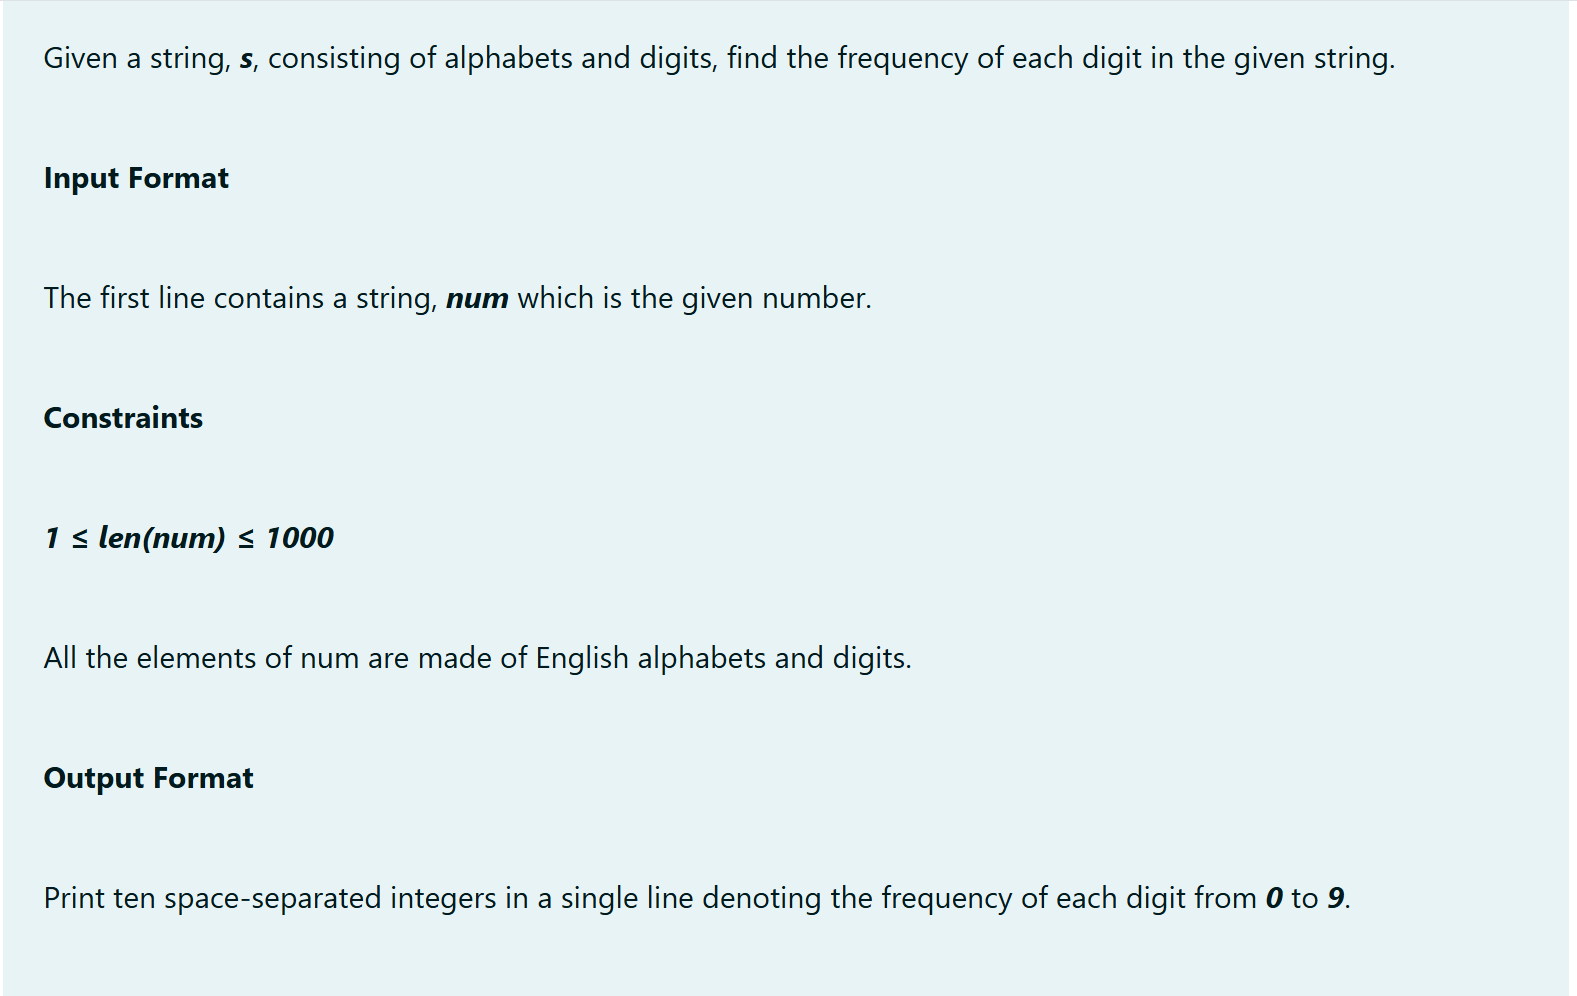 Given a string, s, consisting of alphabets and digits, find the frequency of each digit in the given string.
Input Format
The first line contains a string, num which is the given number.
Constraints
1 ≤ len(num) ≤ 1000
All the elements of num are made of English alphabets and digits.
Output Format
Print ten space-separated integers in a single line denoting the frequency of each digit from 0 to 9.